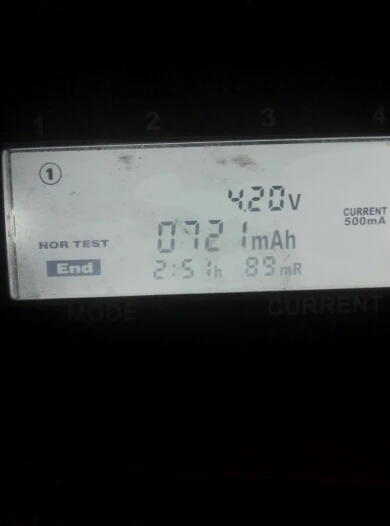 1 2 3 4
①
4.20V
CURRENT
500mA
NOR TEST 0721mAh
End 2:51h 89mR
MODE CURRENT